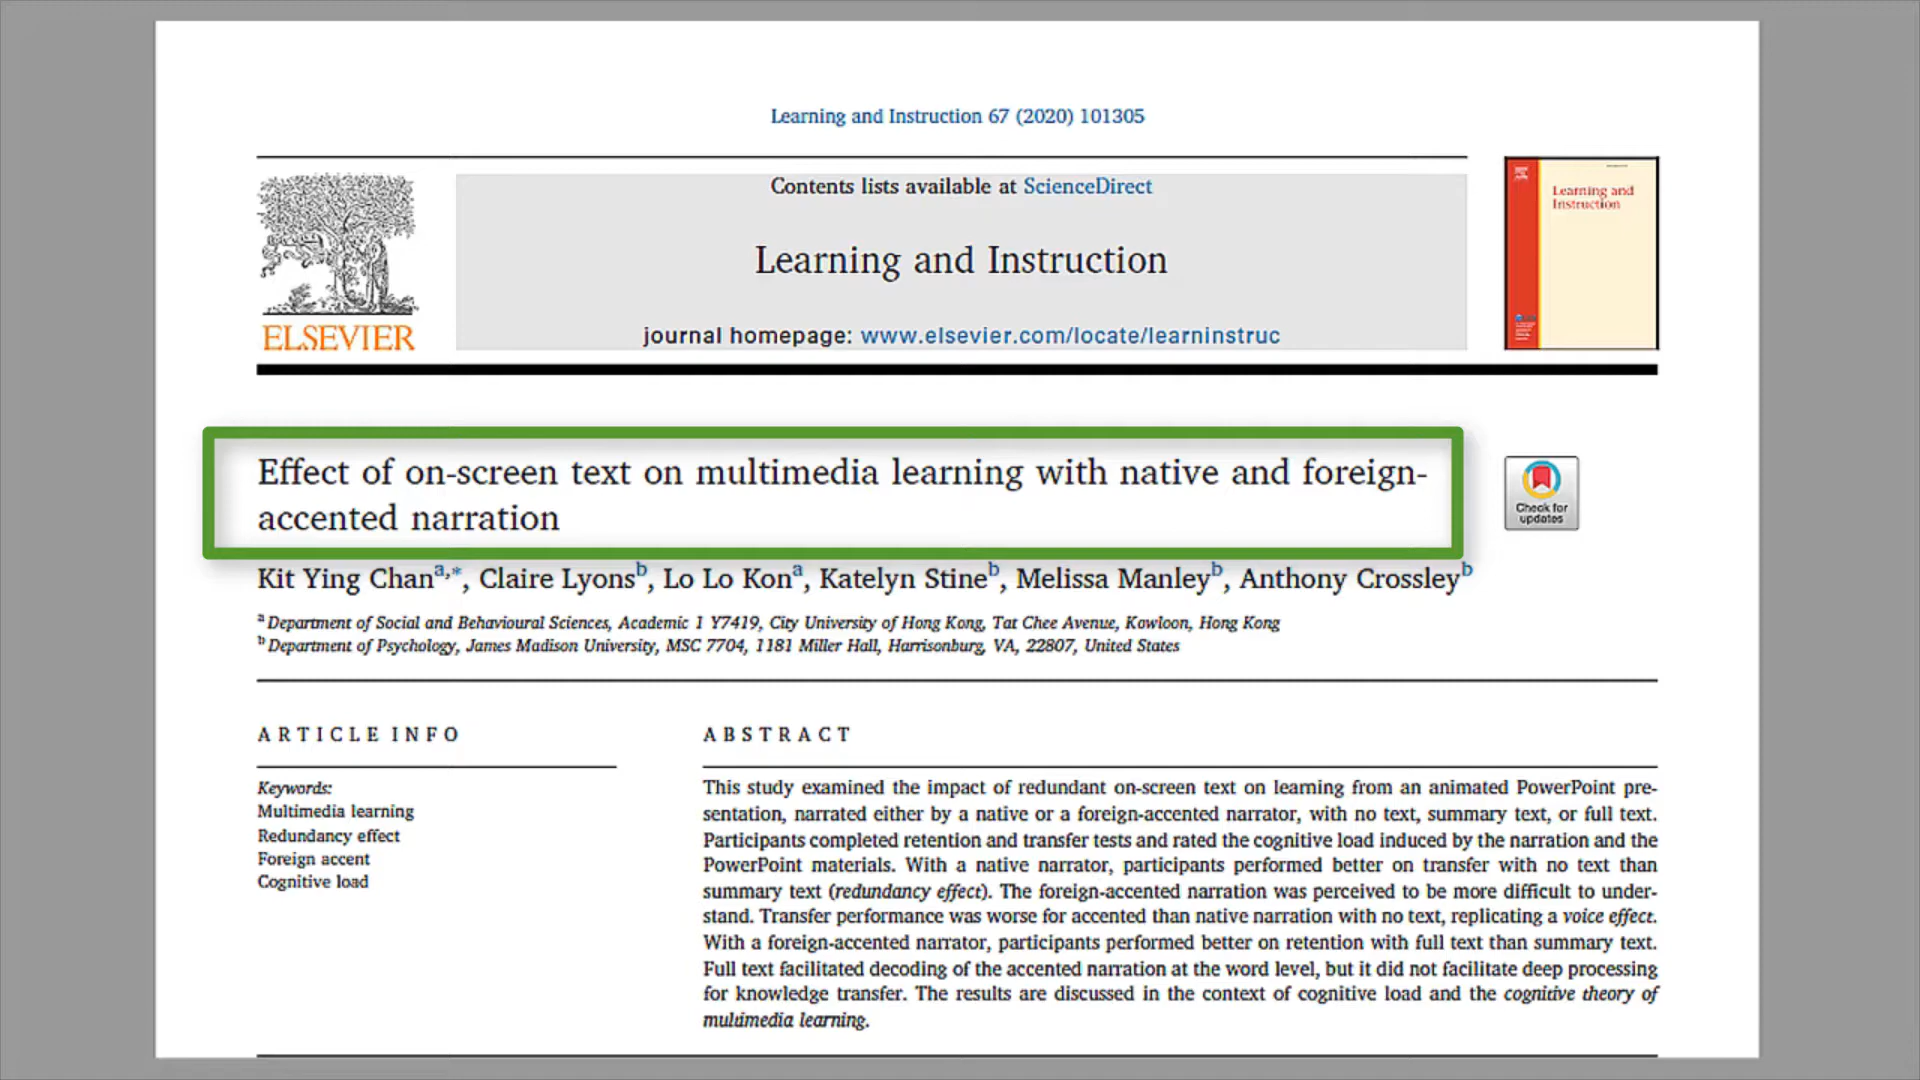 Learning and Instruction 67 (2020) 101305
Contents lists available at ScienceDirect
Learning and Instruction
journal homepage: www.elsevier.com/locate/learninstruc
ELSEVIER
Learning and
Instruction
Effect of on-screen text on multimedia learning with native and foreign-
accented narration
Check for
updates
Kit Ying Chanᵃ,*, Claire Lyonsᵇ, Lo Lo Konᵃ, Katelyn Stineᵇ, Melissa Manleyᵇ, Anthony Crossleyᵇ
ᵃ Department of Social and Behavioural Sciences, Academic 1 Y7419, City University of Hong Kong, Tat Chee Avenue, Kowloon, Hong Kong
ᵇ Department of Psychology, James Madison University, MSC 7704, 1181 Miller Hall, Harrisonburg, VA, 22807, United States
ARTICLE INFO
Keywords:
Multimedia learning
Redundancy effect
Foreign accent
Cognitive load
ABSTRACT
This study examined the impact of redundant on-screen text on learning from an animated PowerPoint pre-
sentation, narrated either by a native or a foreign-accented narrator, with no text, summary text, or full text.
Participants completed retention and transfer tests and rated the cognitive load induced by the narration and the
PowerPoint materials. With a native narrator, participants performed better on transfer with no text than
summary text (redundancy effect). The foreign-accented narration was perceived to be more difficult to under-
stand. Transfer performance was worse for accented than native narration with no text, replicating a voice effect.
With a foreign-accented narrator, participants performed better on retention with full text than summary text.
Full text facilitated decoding of the accented narration at the word level, but it did not facilitate deep processing
for knowledge transfer. The results are discussed in the context of cognitive load and the cognitive theory of
multimedia learning.